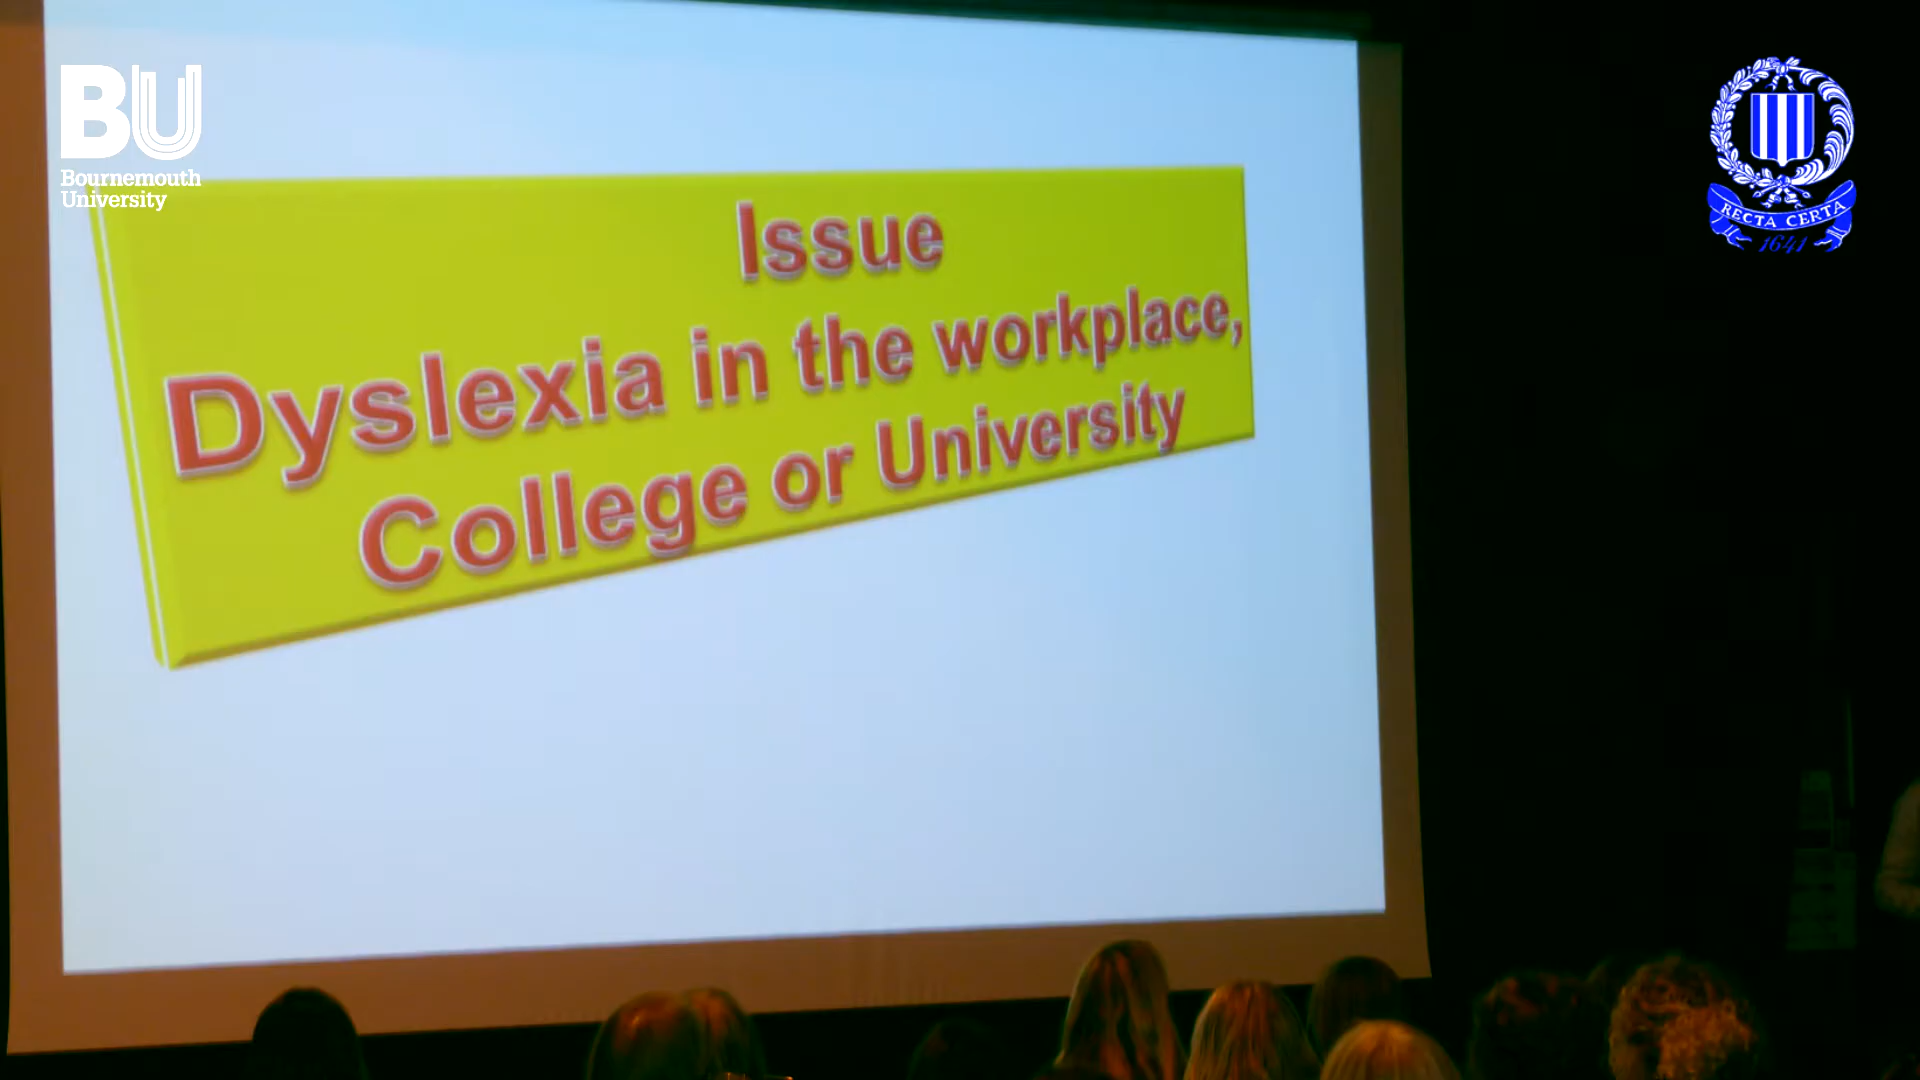 BU
Bournemouth
University
Issue
Dyslexia in the workplace,
College or University
RECTA CERTA
1641